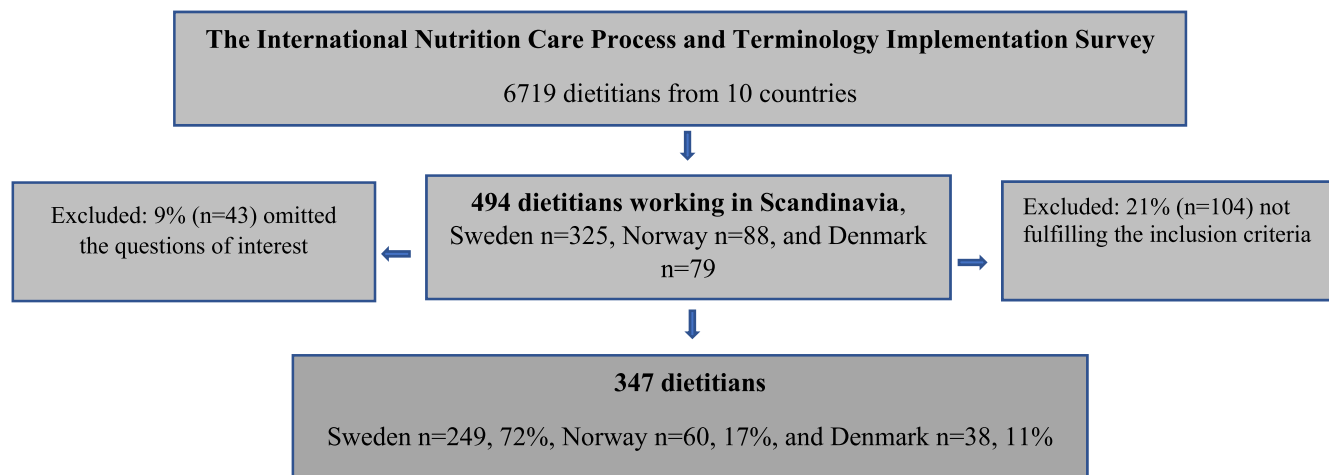 The International Nutrition Care Process and Terminology Implementation Survey
6719 dietitians from 10 countries
Excluded: 9% (n=43) omitted
the questions of interest
494 dietitians working in Scandinavia,
Sweden n=325, Norway n=88, and Denmark
n=79
Excluded: 21% (n=104) not
fulfilling the inclusion criteria
347 dietitians
Sweden n=249, 72%, Norway n=60, 17%, and Denmark n=38, 11%